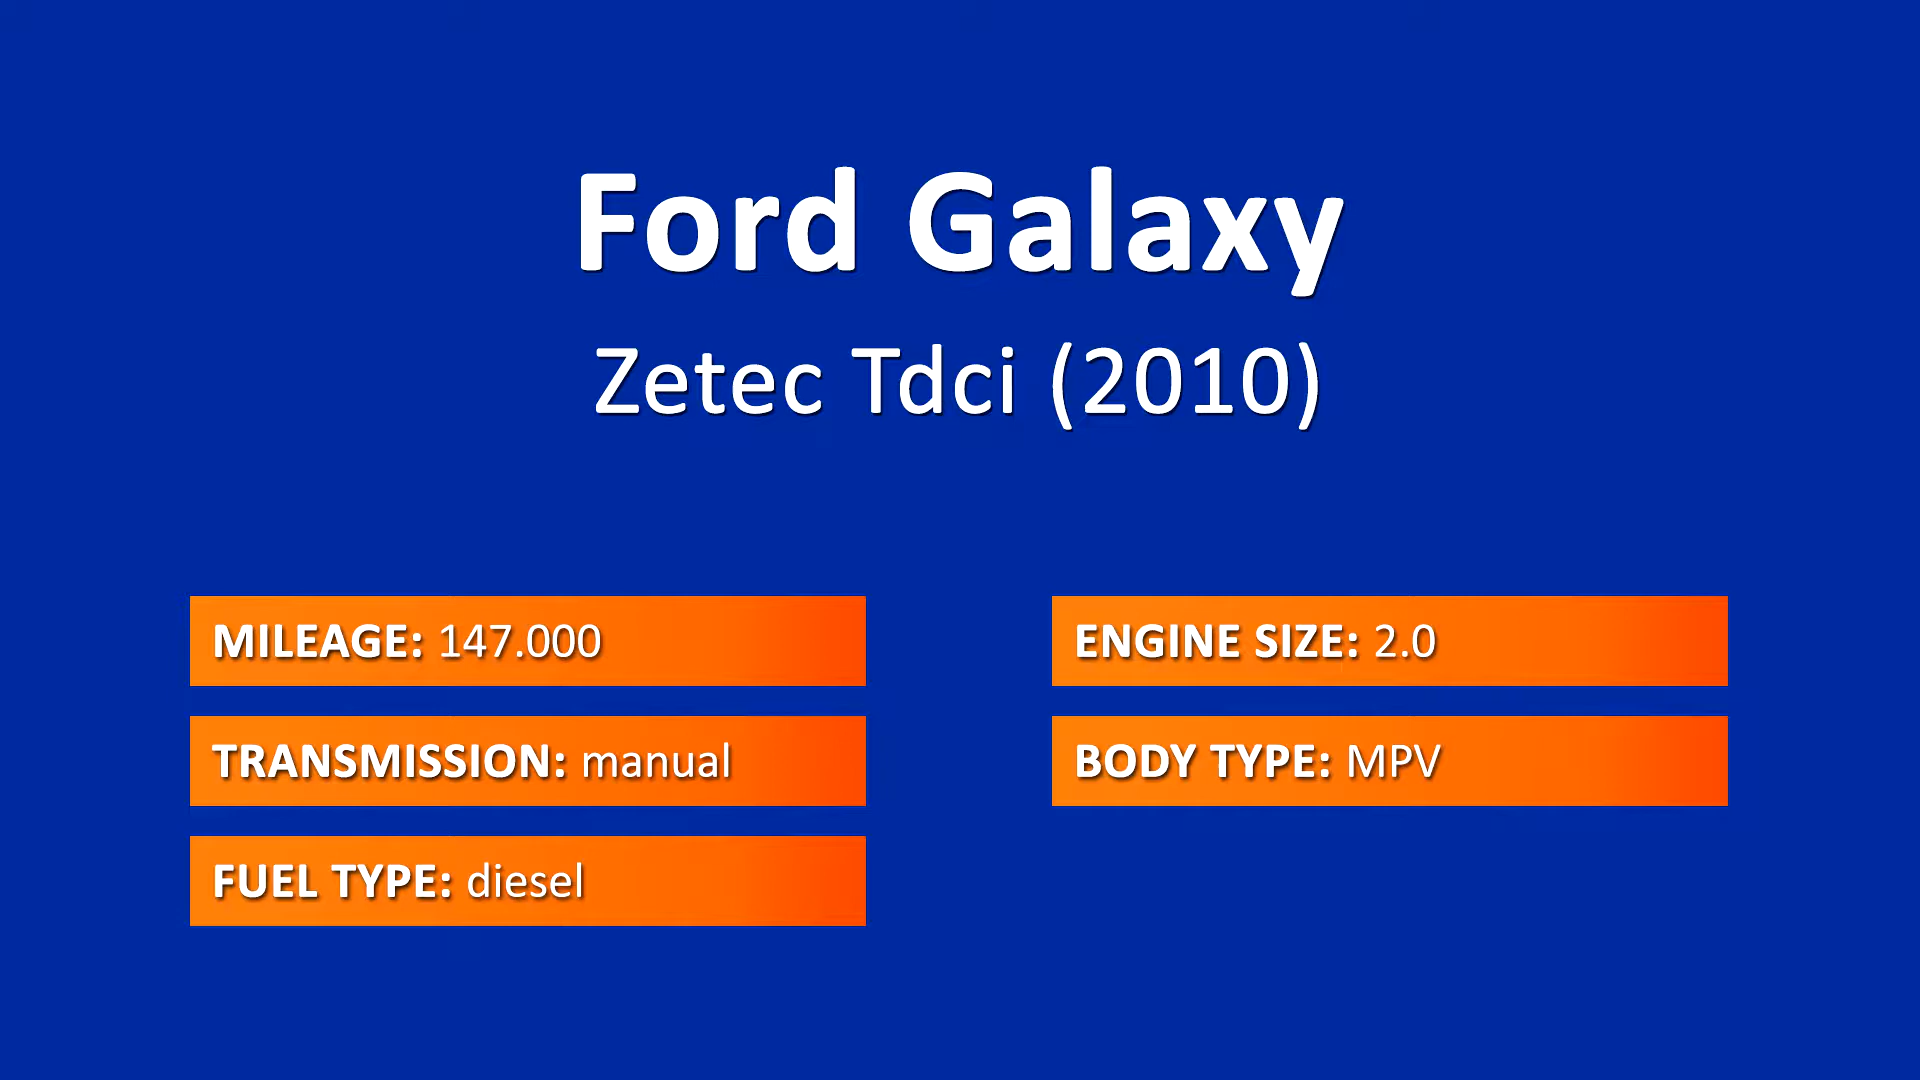 Ford Galaxy
Zetec Tdci (2010)
MILEAGE: 147.000
TRANSMISSION: manual
FUEL TYPE: diesel
ENGINE SIZE: 2.0
BODY TYPE: MPV